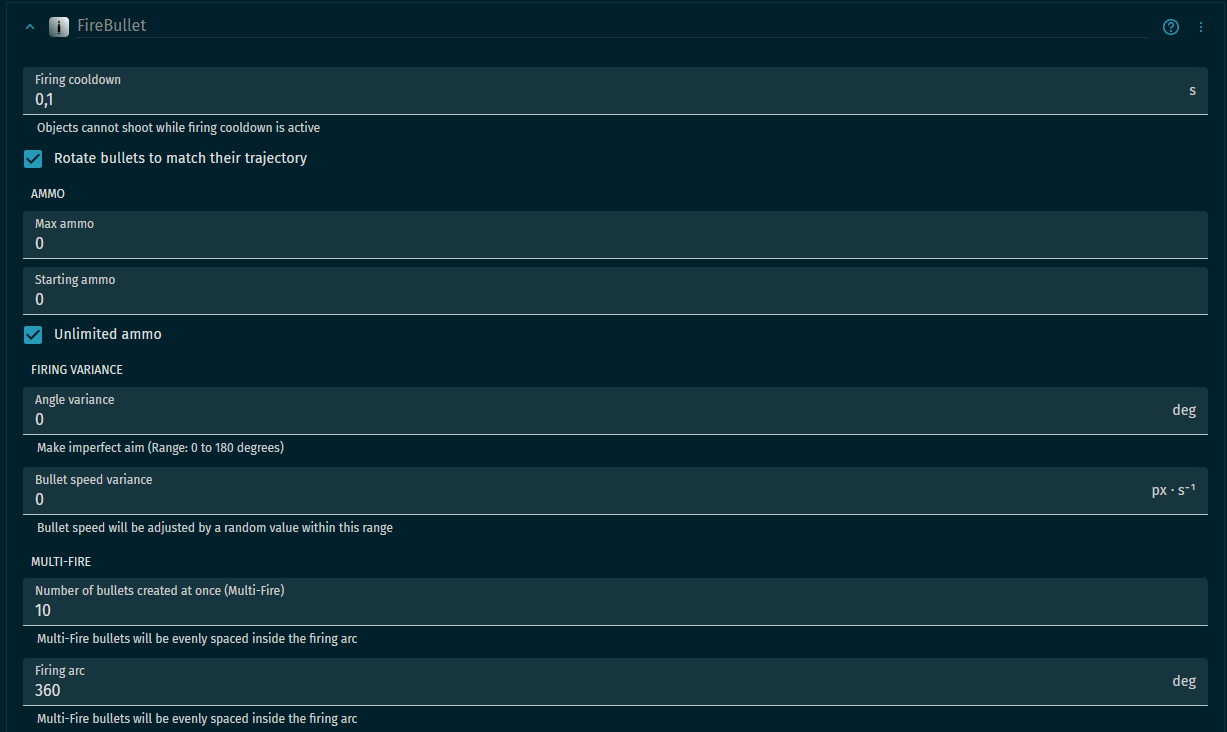 FireBullet
Firing cooldown
0,1 s
Objects cannot shoot while firing cooldown is active
Rotate bullets to match their trajectory
AMMO
Max ammo
0
Starting ammo
0
Unlimited ammo
FIRING VARIANCE
Angle variance
0 deg
Make imperfect aim (Range: 0 to 180 degrees)
Bullet speed variance
0 px · s⁻¹
Bullet speed will be adjusted by a random value within this range
MULTI-FIRE
Number of bullets created at once (Multi-Fire)
10
Multi-Fire bullets will be evenly spaced inside the firing arc
Firing arc
360 deg
Multi-Fire bullets will be evenly spaced inside the firing arc